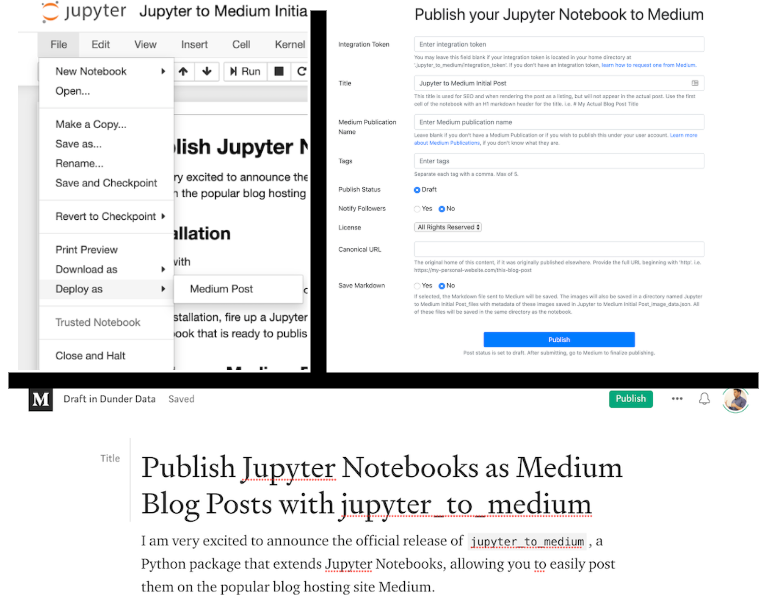 jupyter Jupyter to Medium Initia
File Edit View Insert Cell Kernel
New Notebook
Run
Open...
Make a Copy...
Save as...
Rename...
Save and Checkpoint
Revert to Checkpoint
Print Preview
Download as
Deploy as
Medium Post
Trusted Notebook
Close and Halt
lish Jupyter N
ry excited to announce the
n the popular blog hosting
allation
with
stallation, fire up a Jupyter
ook that is ready to publis
Publish your Jupyter Notebook to Medium
Integration Token
Enter integration token
You may leave this field blank if your integration token is located in your home directory at
`.jupyter_to_medium/integration_token`. If you don't have an integration token, learn how to request one from Medium.
Title
Jupyter to Medium Initial Post
This title is used for SEO and when rendering the post as a listing, but will not appear in the actual post. Use the first
cell of the notebook with an H1 markdown header for the title. i.e. # My Actual Blog Post Title
Medium Publication
Name
Enter Medium publication name
Leave blank if you don't have a Medium Publication or if you wish to publish this under your user account. Learn more
about Medium Publications, if you don't know what they are.
Tags
Enter tags
Separate each tag with a comma. Max of 5.
Publish Status
Draft
Notify Followers
Yes No
License
All Rights Reserved
Canonical URL
The original home of this content, if it was originally published elsewhere. Provide the full URL beginning with 'http'. i.e.
https://my-personal-website.com/this-blog-post
Save Markdown
Yes No
If selected, the Markdown file sent to Medium will be saved. The images will also be saved in a directory named Jupyter
to Medium Initial Post_files with metadata of these images saved in Jupyter to Medium Initial Post_image_data.json. All
of these files will be saved in the same directory as the notebook.
Publish
Post status is set to draft. After submitting, go to Medium to finalize publishing.
M Draft in Dunder Data Saved
Publish
Title
Publish Jupyter Notebooks as Medium
Blog Posts with jupyter_to_medium
I am very excited to announce the official release of jupyter_to_medium , a
Python package that extends Jupyter Notebooks, allowing you to easily post
them on the popular blog hosting site Medium.